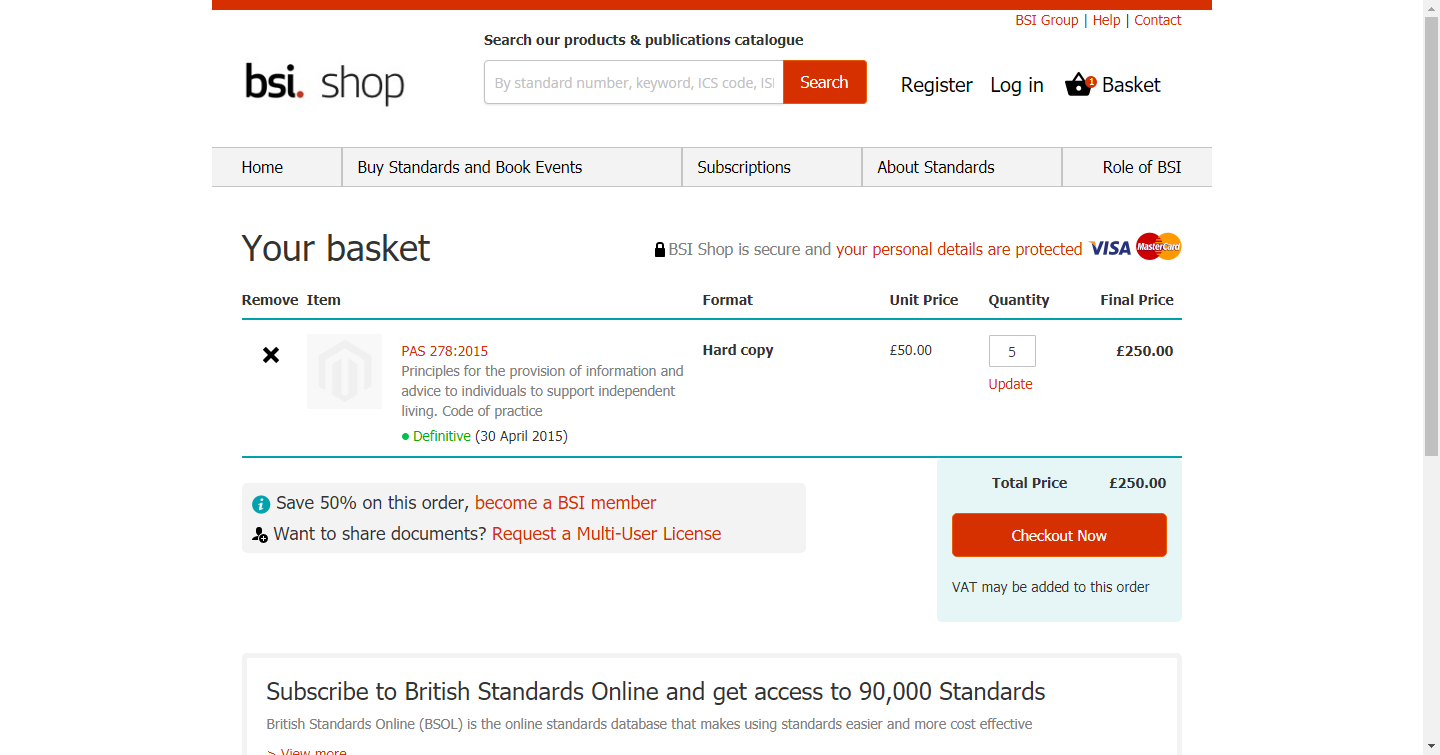 BSI Group | Help | Contact
Search our products & publications catalogue
bsi. shop
By standard number, keyword, ICS code, ISI
Search
Register
Log in
1
Basket
Home
Buy Standards and Book Events
Subscriptions
About Standards
Role of BSI
Your basket
BSI Shop is secure and your personal details are protected
VISA
MasterCard
Remove Item Format Unit Price Quantity Final Price
PAS 278:2015
Principles for the provision of information and
advice to individuals to support independent
living. Code of practice
Definitive (30 April 2015)
Hard copy
£50.00
5
Update
£250.00
Save 50% on this order, become a BSI member
Want to share documents? Request a Multi-User License
Total Price £250.00
Checkout Now
VAT may be added to this order
Subscribe to British Standards Online and get access to 90,000 Standards
British Standards Online (BSOL) is the online standards database that makes using standards easier and more cost effective
> View more